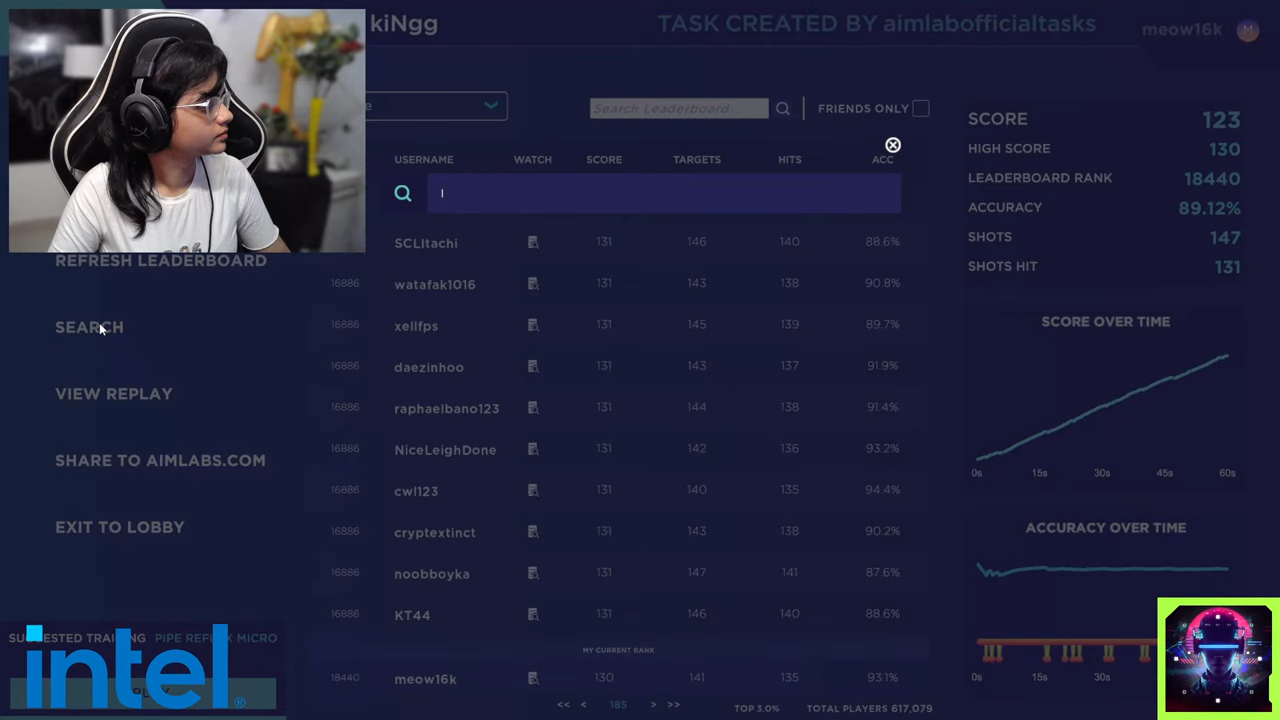 kiNgg
TASK CREATED BY aimlabofficialtasks
meow16k
M
e
Search Leaderboard...
FRIENDS ONLY
USERNAME WATCH SCORE TARGETS HITS ACC
SCLItachi 131 146 140 88.6%
16886 watafak1016 131 143 138 90.8%
16886 xellfps 131 145 139 89.7%
16886 daezinhoo 131 143 137 91.9%
16886 raphaelbano123 131 144 138 91.4%
16886 NiceLeighDone 131 142 136 93.2%
16886 cwl123 131 140 135 94.4%
16886 cryptextinct 131 143 138 90.2%
16886 noobboyka 131 147 141 87.6%
16886 KT44 131 146 140 88.6%
MY CURRENT RANK
18440 meow16k 130 141 135 93.1%
<< < 185 > >>
TOP 3.0% TOTAL PLAYERS 617,079
REFRESH LEADERBOARD
SEARCH
VIEW REPLAY
SHARE TO AIMLABS.COM
EXIT TO LOBBY
SUGGESTED TRAINING PIPE REFLEX MICRO
intel®
SCORE 123
HIGH SCORE 130
LEADERBOARD RANK 18440
ACCURACY 89.12%
SHOTS 147
SHOTS HIT 131
SCORE OVER TIME
0s 15s 30s 45s 60s
ACCURACY OVER TIME
0s 15s 30s